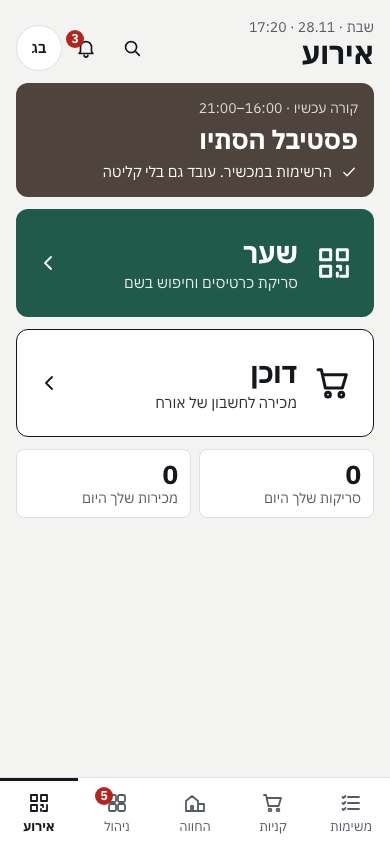 שבת · 28.11 · 17:20
אירוע
3
בג
קורה עכשיו · 16:00–21:00
פסטיבל הסתיו
הרשימות במכשיר. עובד גם בלי קליטה
שער
סריקת כרטיסים וחיפוש בשם
דוכן
מכירה לחשבון של אורח
0
סריקות שלך היום
0
מכירות שלך היום
משימות
קניות
החווה
5
ניהול
אירוע